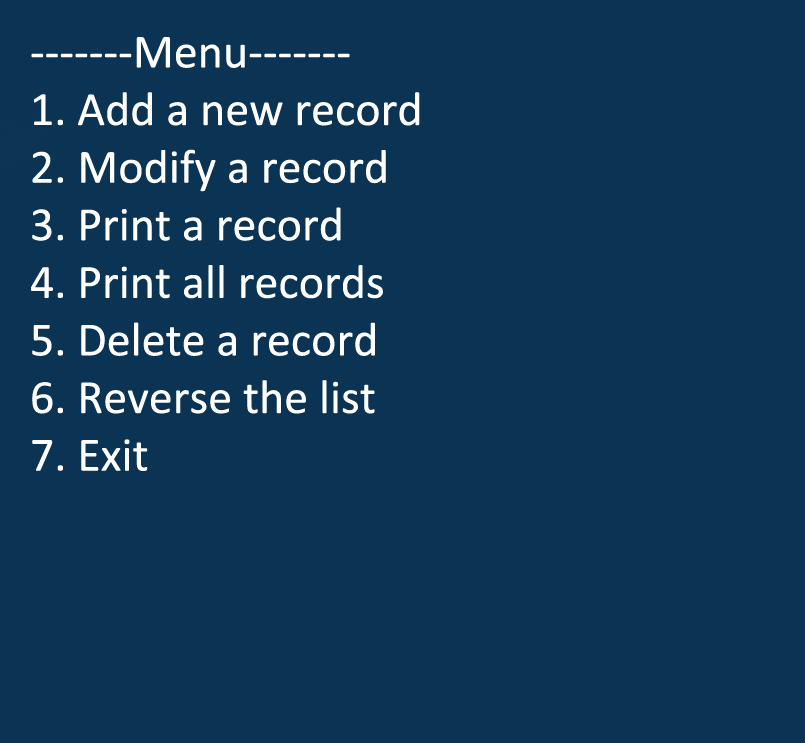 -------Menu-------
1. Add a new record
2. Modify a record
3. Print a record
4. Print all records
5. Delete a record
6. Reverse the list
7. Exit